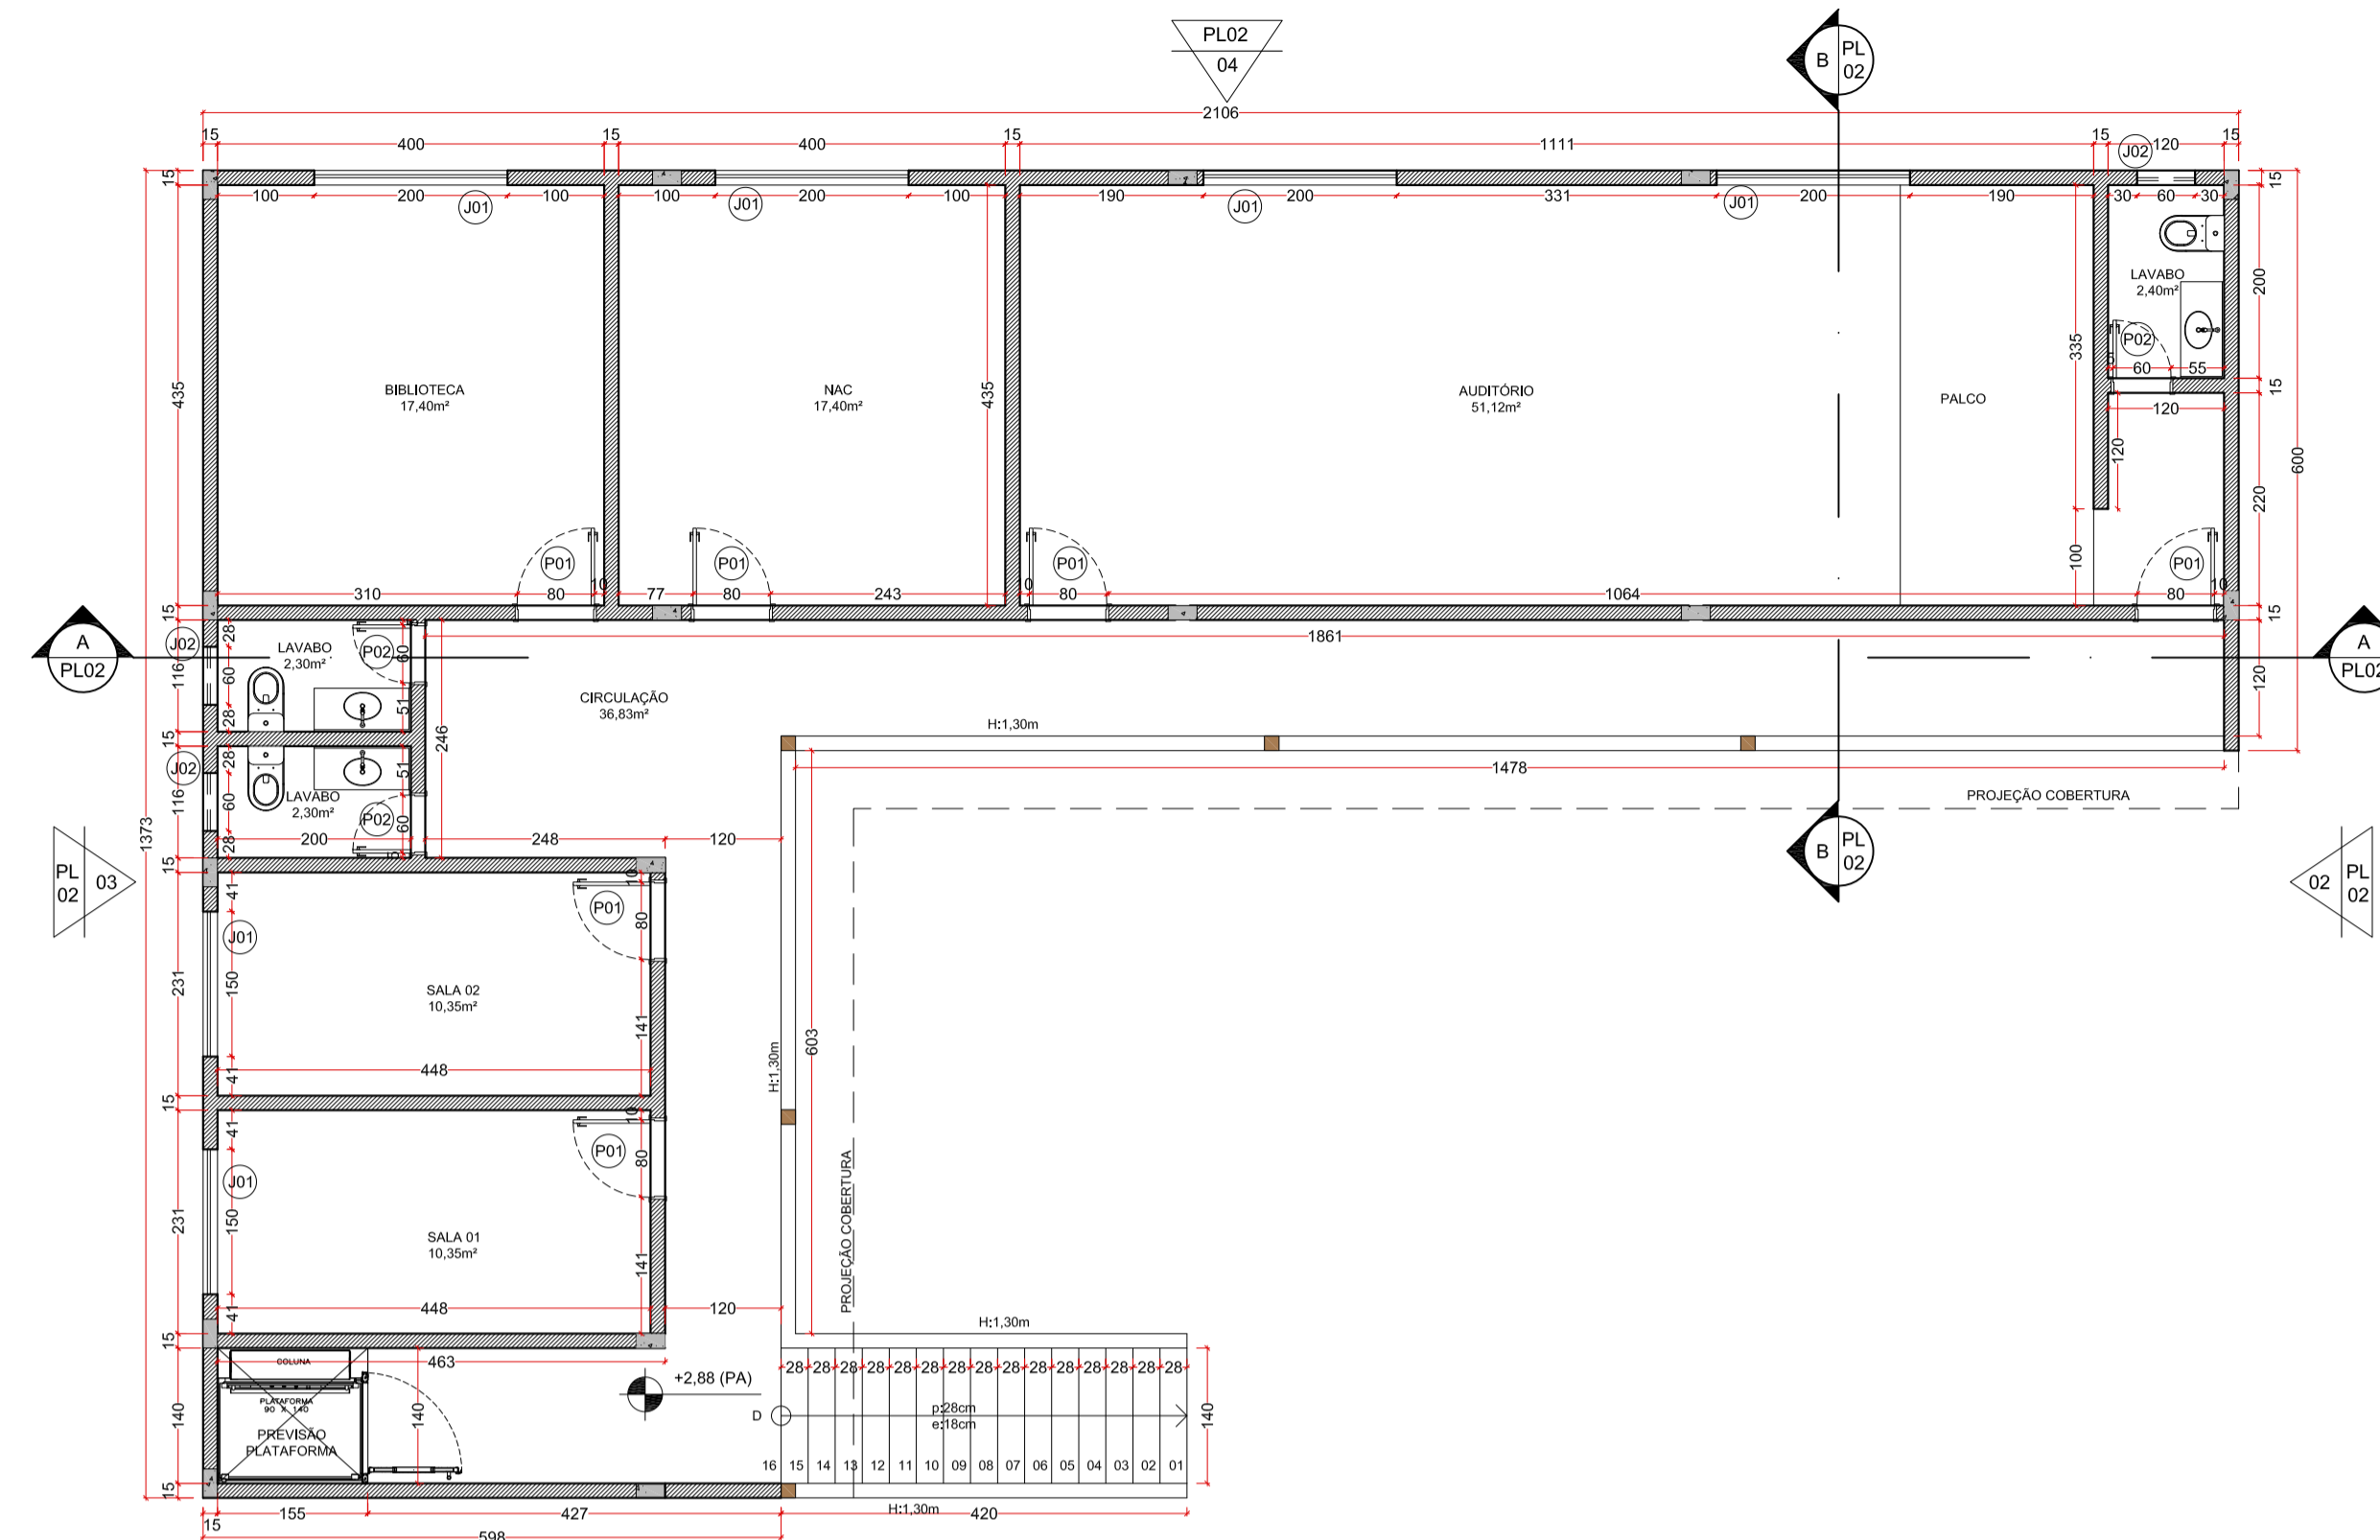 PL02
04
B
PL
02
2106
15
400
15
400
15
1111
15
120
15
J02
15
100
200
100
J01
100
200
100
J01
190
200
331
200
190
J01
J01
30
60
30
15
LAVABO
2,40m²
200
P02
5
60
55
15
435
BIBLIOTECA
17,40m²
NAC
17,40m²
435
AUDITÓRIO
51,12m²
PALCO
335
120
120
600
220
100
P01
P01
P01
P01
310
80
10
77
80
243
0
80
1064
80
10
15
15
A
PL02
J02
116
28
60
28
LAVABO
2,30m²
P02
60
51
1861
A
PL02
120
CIRCULAÇÃO
36,83m²
246
H:1,30m
15
J02
116
28
60
28
51
LAVABO
2,30m²
P02
60
5
200
248
120
1478
PROJEÇÃO COBERTURA
1373
B
PL
02
PL
02
03
02
PL
02
15
41
J01
150
231
41
SALA 02
10,35m²
P01
10
80
141
448
603
H:1,30m
15
41
J01
150
231
41
SALA 01
10,35m²
P01
10
80
141
448
120
PROJEÇÃO COBERTURA
H:1,30m
15
COLUNA
463
+2,88 (PA)
28 28 28 28 28 28 28 28 28 28 28 28 28 28 28
140
PLATAFORMA
90 X 140
PREVISÃO
PLATAFORMA
140
D
p:28cm
e:18cm
140
16 15 14 13 12 11 10 09 08 07 06 05 04 03 02 01
15
15
155
427
H:1,30m
420
598